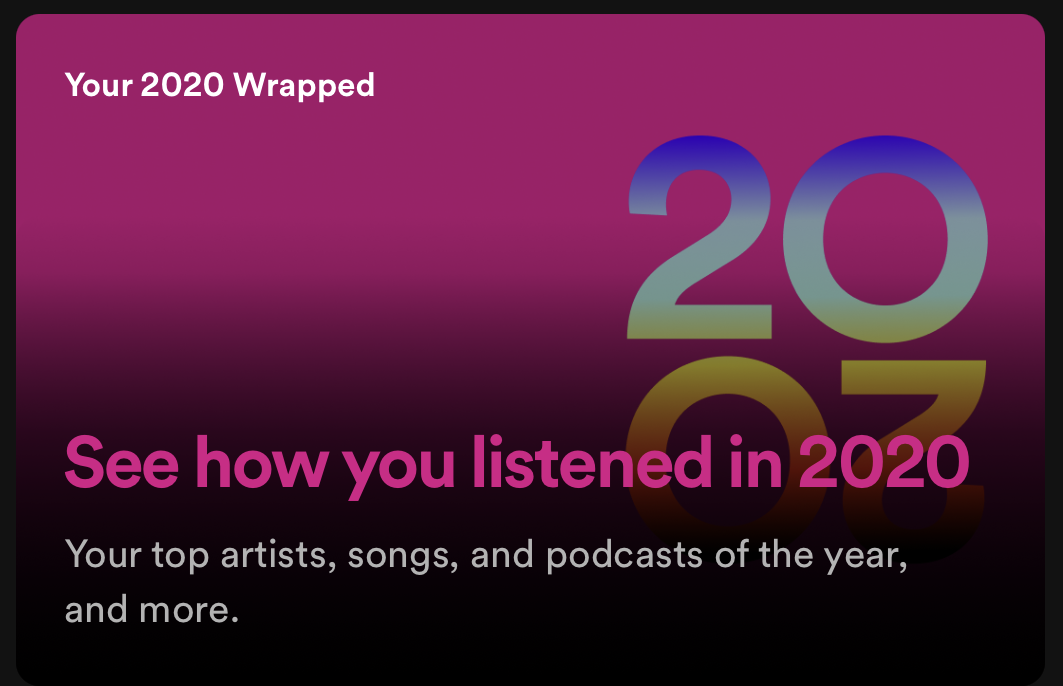 Your 2020 Wrapped
20
20
See how you listened in 2020
Your top artists, songs, and podcasts of the year,
and more.